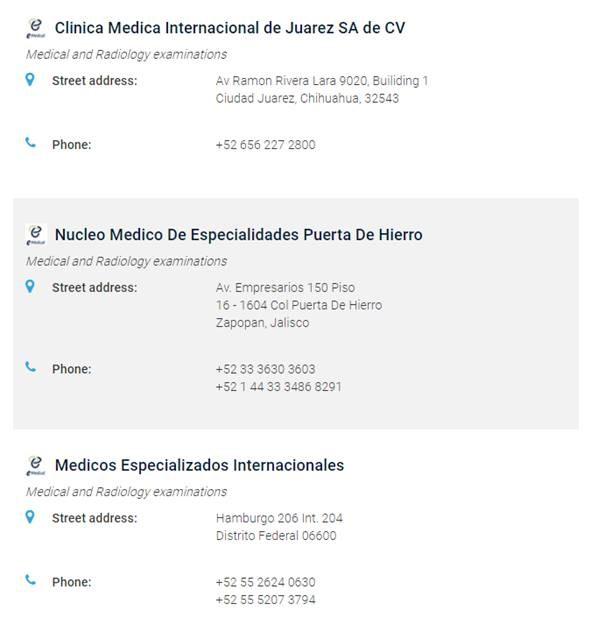 eMedical
Clinica Medica Internacional de Juarez SA de CV
Medical and Radiology examinations
Street address: Av Ramon Rivera Lara 9020, Builiding 1
Ciudad Juarez, Chihuahua, 32543
Phone: +52 656 227 2800
eMedical
Nucleo Medico De Especialidades Puerta De Hierro
Medical and Radiology examinations
Street address: Av. Empresarios 150 Piso
16 - 1604 Col Puerta De Hierro
Zapopan, Jalisco
Phone: +52 33 3630 3603
+52 1 44 33 3486 8291
eMedical
Medicos Especializados Internacionales
Medical and Radiology examinations
Street address: Hamburgo 206 Int. 204
Distrito Federal 06600
Phone: +52 55 2624 0630
+52 55 5207 3794